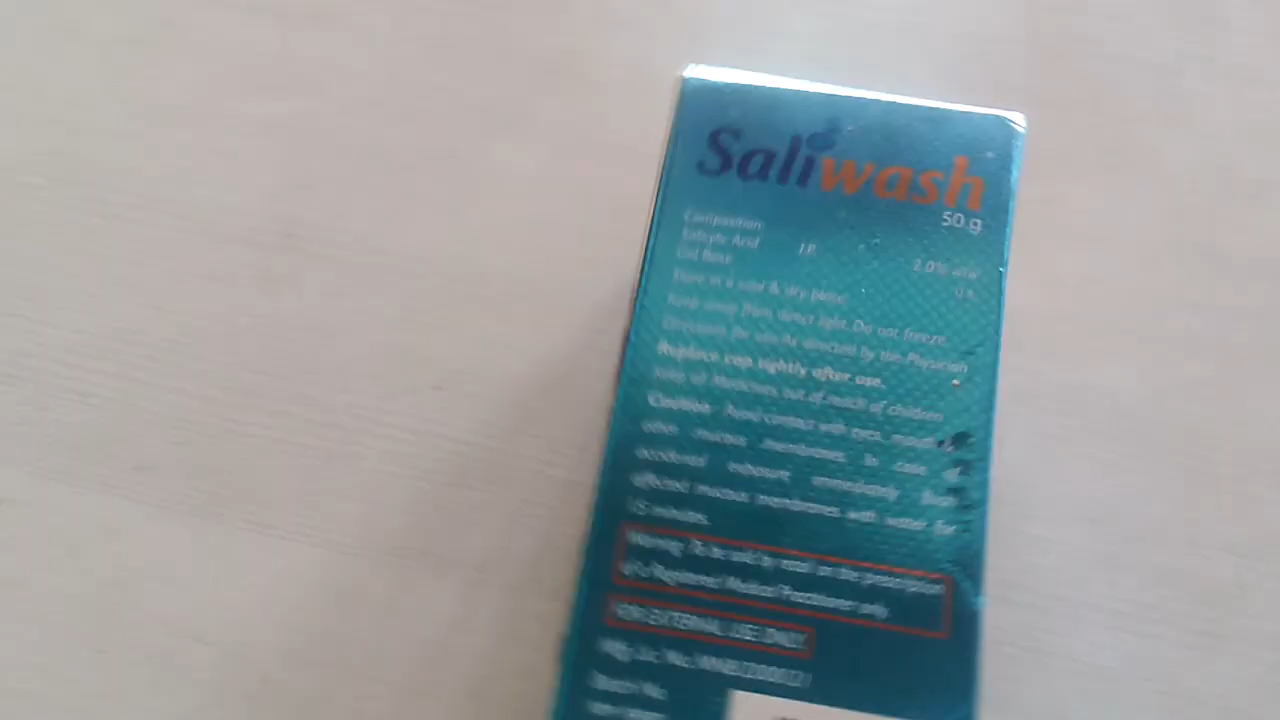 Saliwash
50 g
Composition:
Salicylic Acid I.P. 2.0% w/w
Gel Base q.s.
Store in a cool & dry place.
Keep away from direct light. Do not freeze.
Directions for use: As directed by the Physician
Replace cap tightly after use.
Keep all Medicines out of reach of children
Caution: Avoid contact with eyes,
other mucous membranes. In case of
accidental exposure immediately
affected mucous membranes with water for
15 minutes.
Warning: To be sold by retail on the prescription
of a Registered Medical Practitioner only.
FOR EXTERNAL USE ONLY
Mfg. Lic. No.
Batch No.